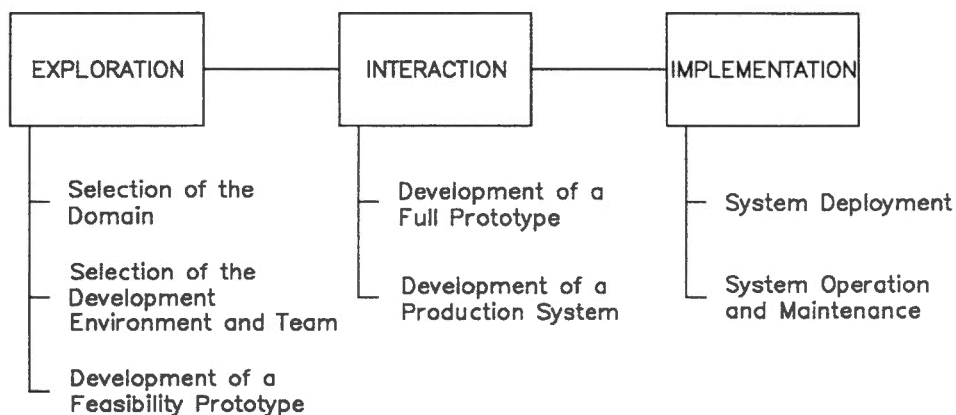 EXPLORATION
INTERACTION
IMPLEMENTATION
Selection of the
Domain
Selection of the
Development
Environment and Team
Development of a
Feasibility Prototype
Development of a
Full Prototype
Development of a
Production System
System Deployment
System Operation
and Maintenance